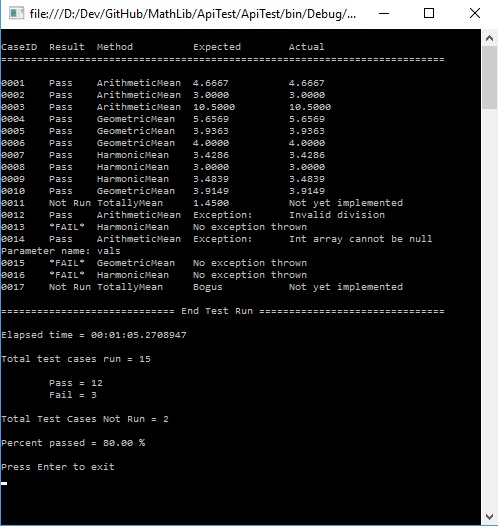 file:///D:/Dev/GitHub/MathLib/ApiTest/ApiTest/bin/Debug/...
CaseID Result Method Expected Actual
==========================================================================
0001 Pass ArithmeticMean 4.6667 4.6667
0002 Pass ArithmeticMean 3.0000 3.0000
0003 Pass ArithmeticMean 10.5000 10.5000
0004 Pass GeometricMean 5.6569 5.6569
0005 Pass GeometricMean 3.9363 3.9363
0006 Pass GeometricMean 4.0000 4.0000
0007 Pass HarmonicMean 3.4286 3.4286
0008 Pass HarmonicMean 3.0000 3.0000
0009 Pass HarmonicMean 3.4839 3.4839
0010 Pass GeometricMean 3.9149 3.9149
0011 Not Run TotallyMean 1.4500 Not yet implemented
0012 Pass ArithmeticMean Exception: Invalid division
0013 *FAIL* HarmonicMean No exception thrown
0014 Pass ArithmeticMean Exception: Int array cannot be null
Parameter name: vals
0015 *FAIL* GeometricMean No exception thrown
0016 *FAIL* HarmonicMean No exception thrown
0017 Not Run TotallyMean Bogus Not yet implemented
============================= End Test Run ===============================
Elapsed time = 00:01:05.2708947
Total test cases run = 15
Pass = 12
Fail = 3
Total Test Cases Not Run = 2
Percent passed = 80.00 %
Press Enter to exit